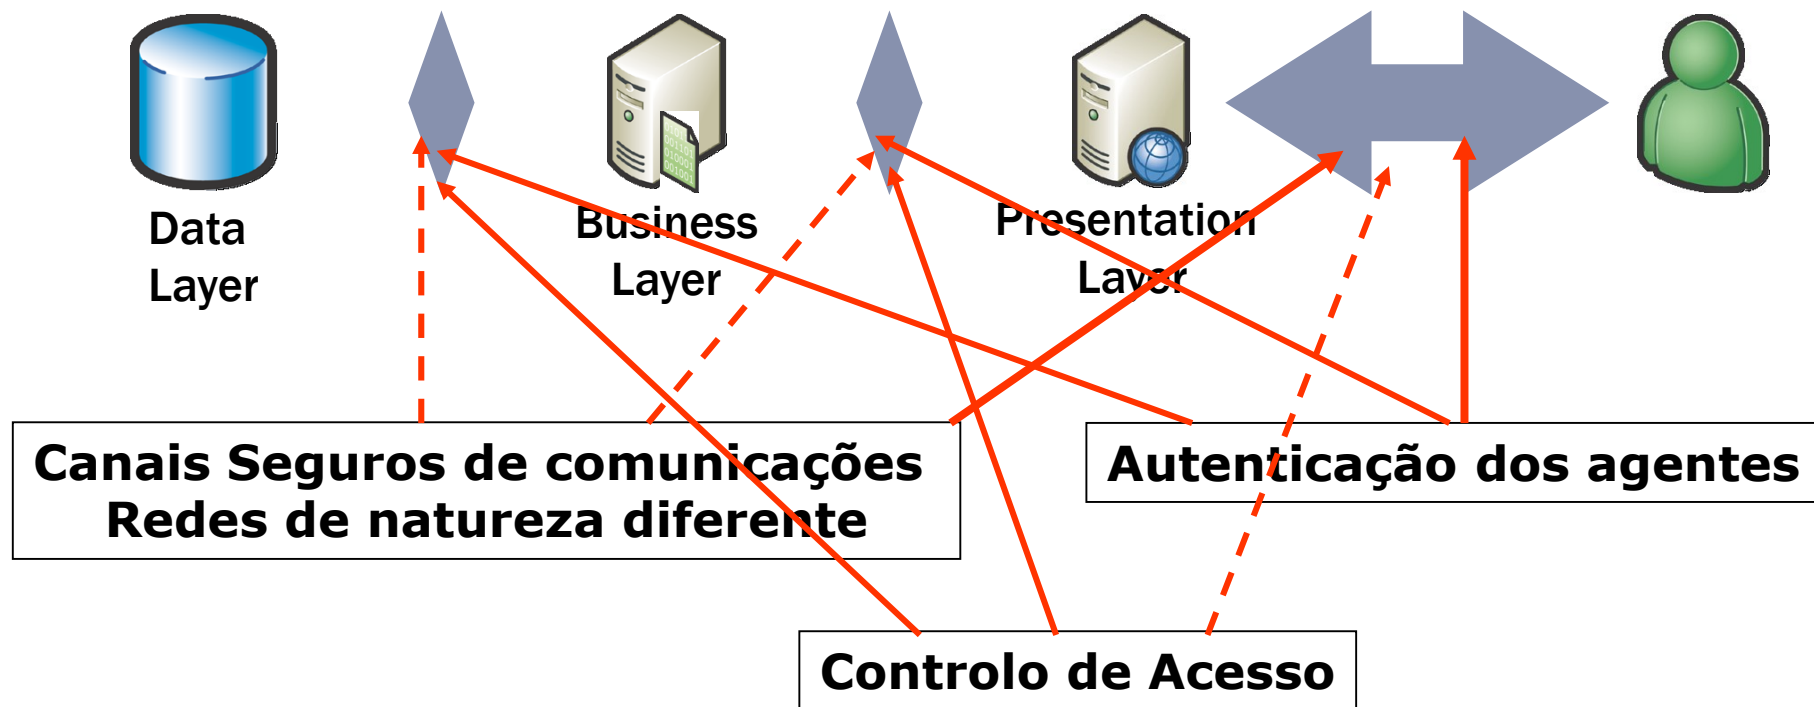 Data
Layer
Business
Layer
Presentation
Layer
Canais Seguros de comunicações
Redes de natureza diferente
Autenticação dos agentes
Controlo de Acesso